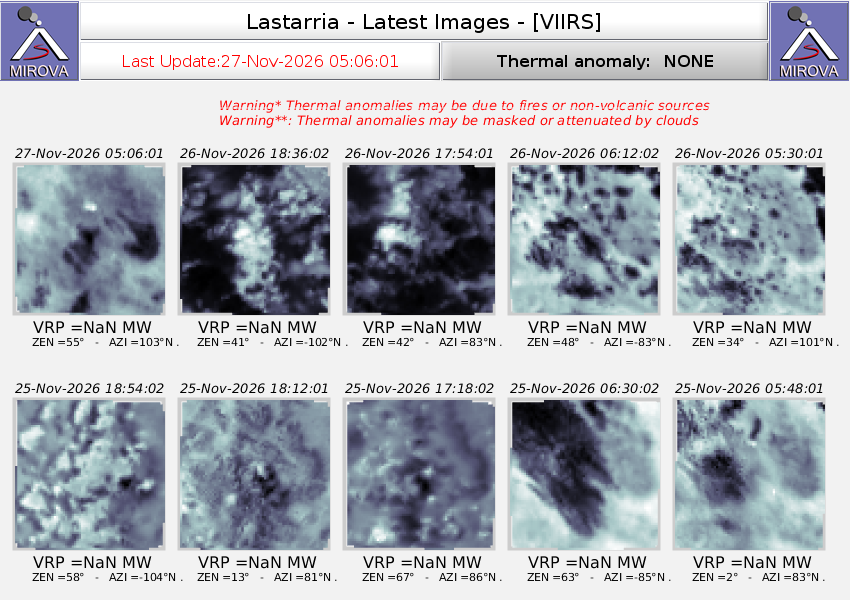 Lastarria - Latest Images - [VIIRS]
MIROVA
Last Update:27-Nov-2026 05:06:01
Thermal anomaly: NONE
MIROVA
Warning* Thermal anomalies may be due to fires or non-volcanic sources
Warning**: Thermal anomalies may be masked or attenuated by clouds
27-Nov-2026 05:06:01
26-Nov-2026 18:36:02
26-Nov-2026 17:54:01
26-Nov-2026 06:12:02
26-Nov-2026 05:30:01
VRP =NaN MW
VRP =NaN MW
VRP =NaN MW
VRP =NaN MW
VRP =NaN MW
ZEN =55° - AZI =103°N .
ZEN =41° - AZI =-102°N .
ZEN =42° - AZI =83°N .
ZEN =48° - AZI =-83°N .
ZEN =34° - AZI =101°N .
25-Nov-2026 18:54:02
25-Nov-2026 18:12:01
25-Nov-2026 17:18:02
25-Nov-2026 06:30:02
25-Nov-2026 05:48:01
VRP =NaN MW
VRP =NaN MW
VRP =NaN MW
VRP =NaN MW
VRP =NaN MW
ZEN =58° - AZI =-104°N .
ZEN =13° - AZI =81°N .
ZEN =67° - AZI =86°N .
ZEN =63° - AZI =-85°N .
ZEN =2° - AZI =83°N .